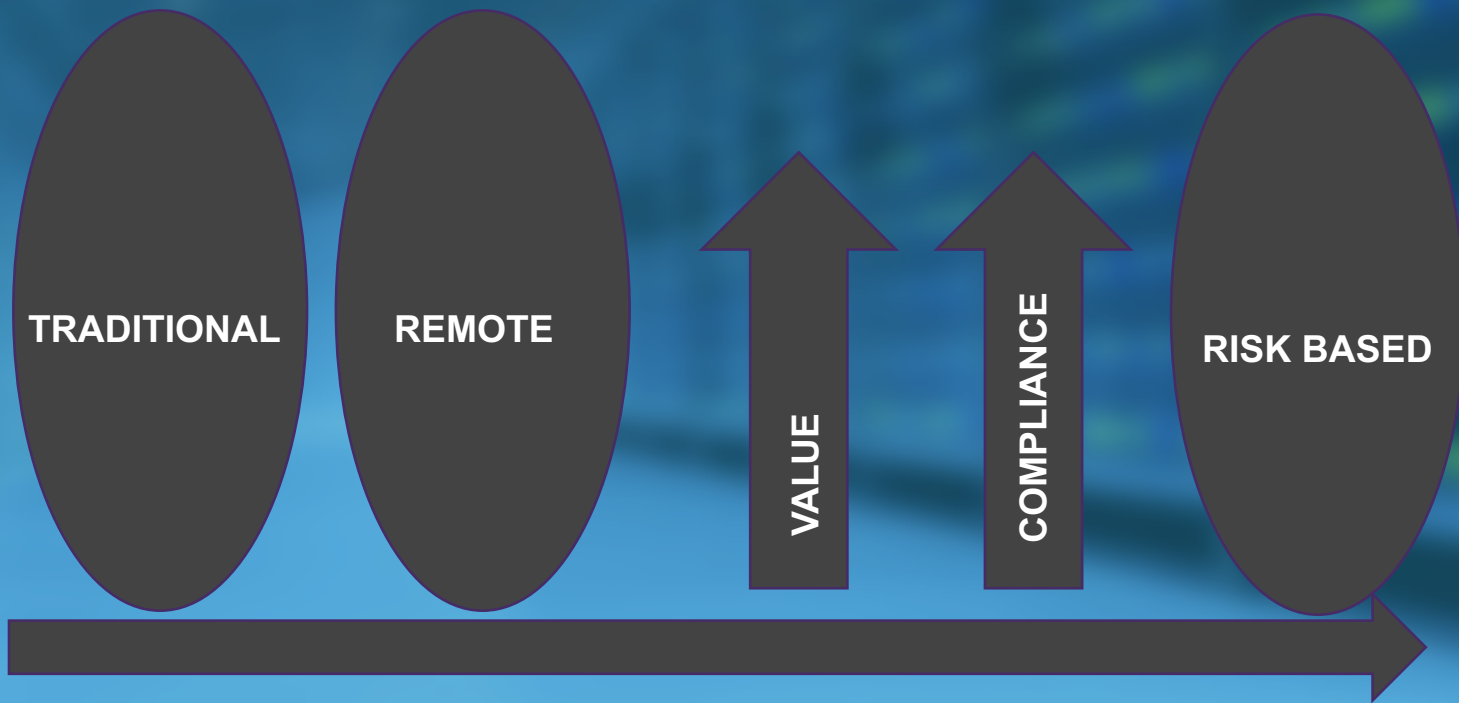 TRADITIONAL
REMOTE
VALUE
COMPLIANCE
RISK BASED